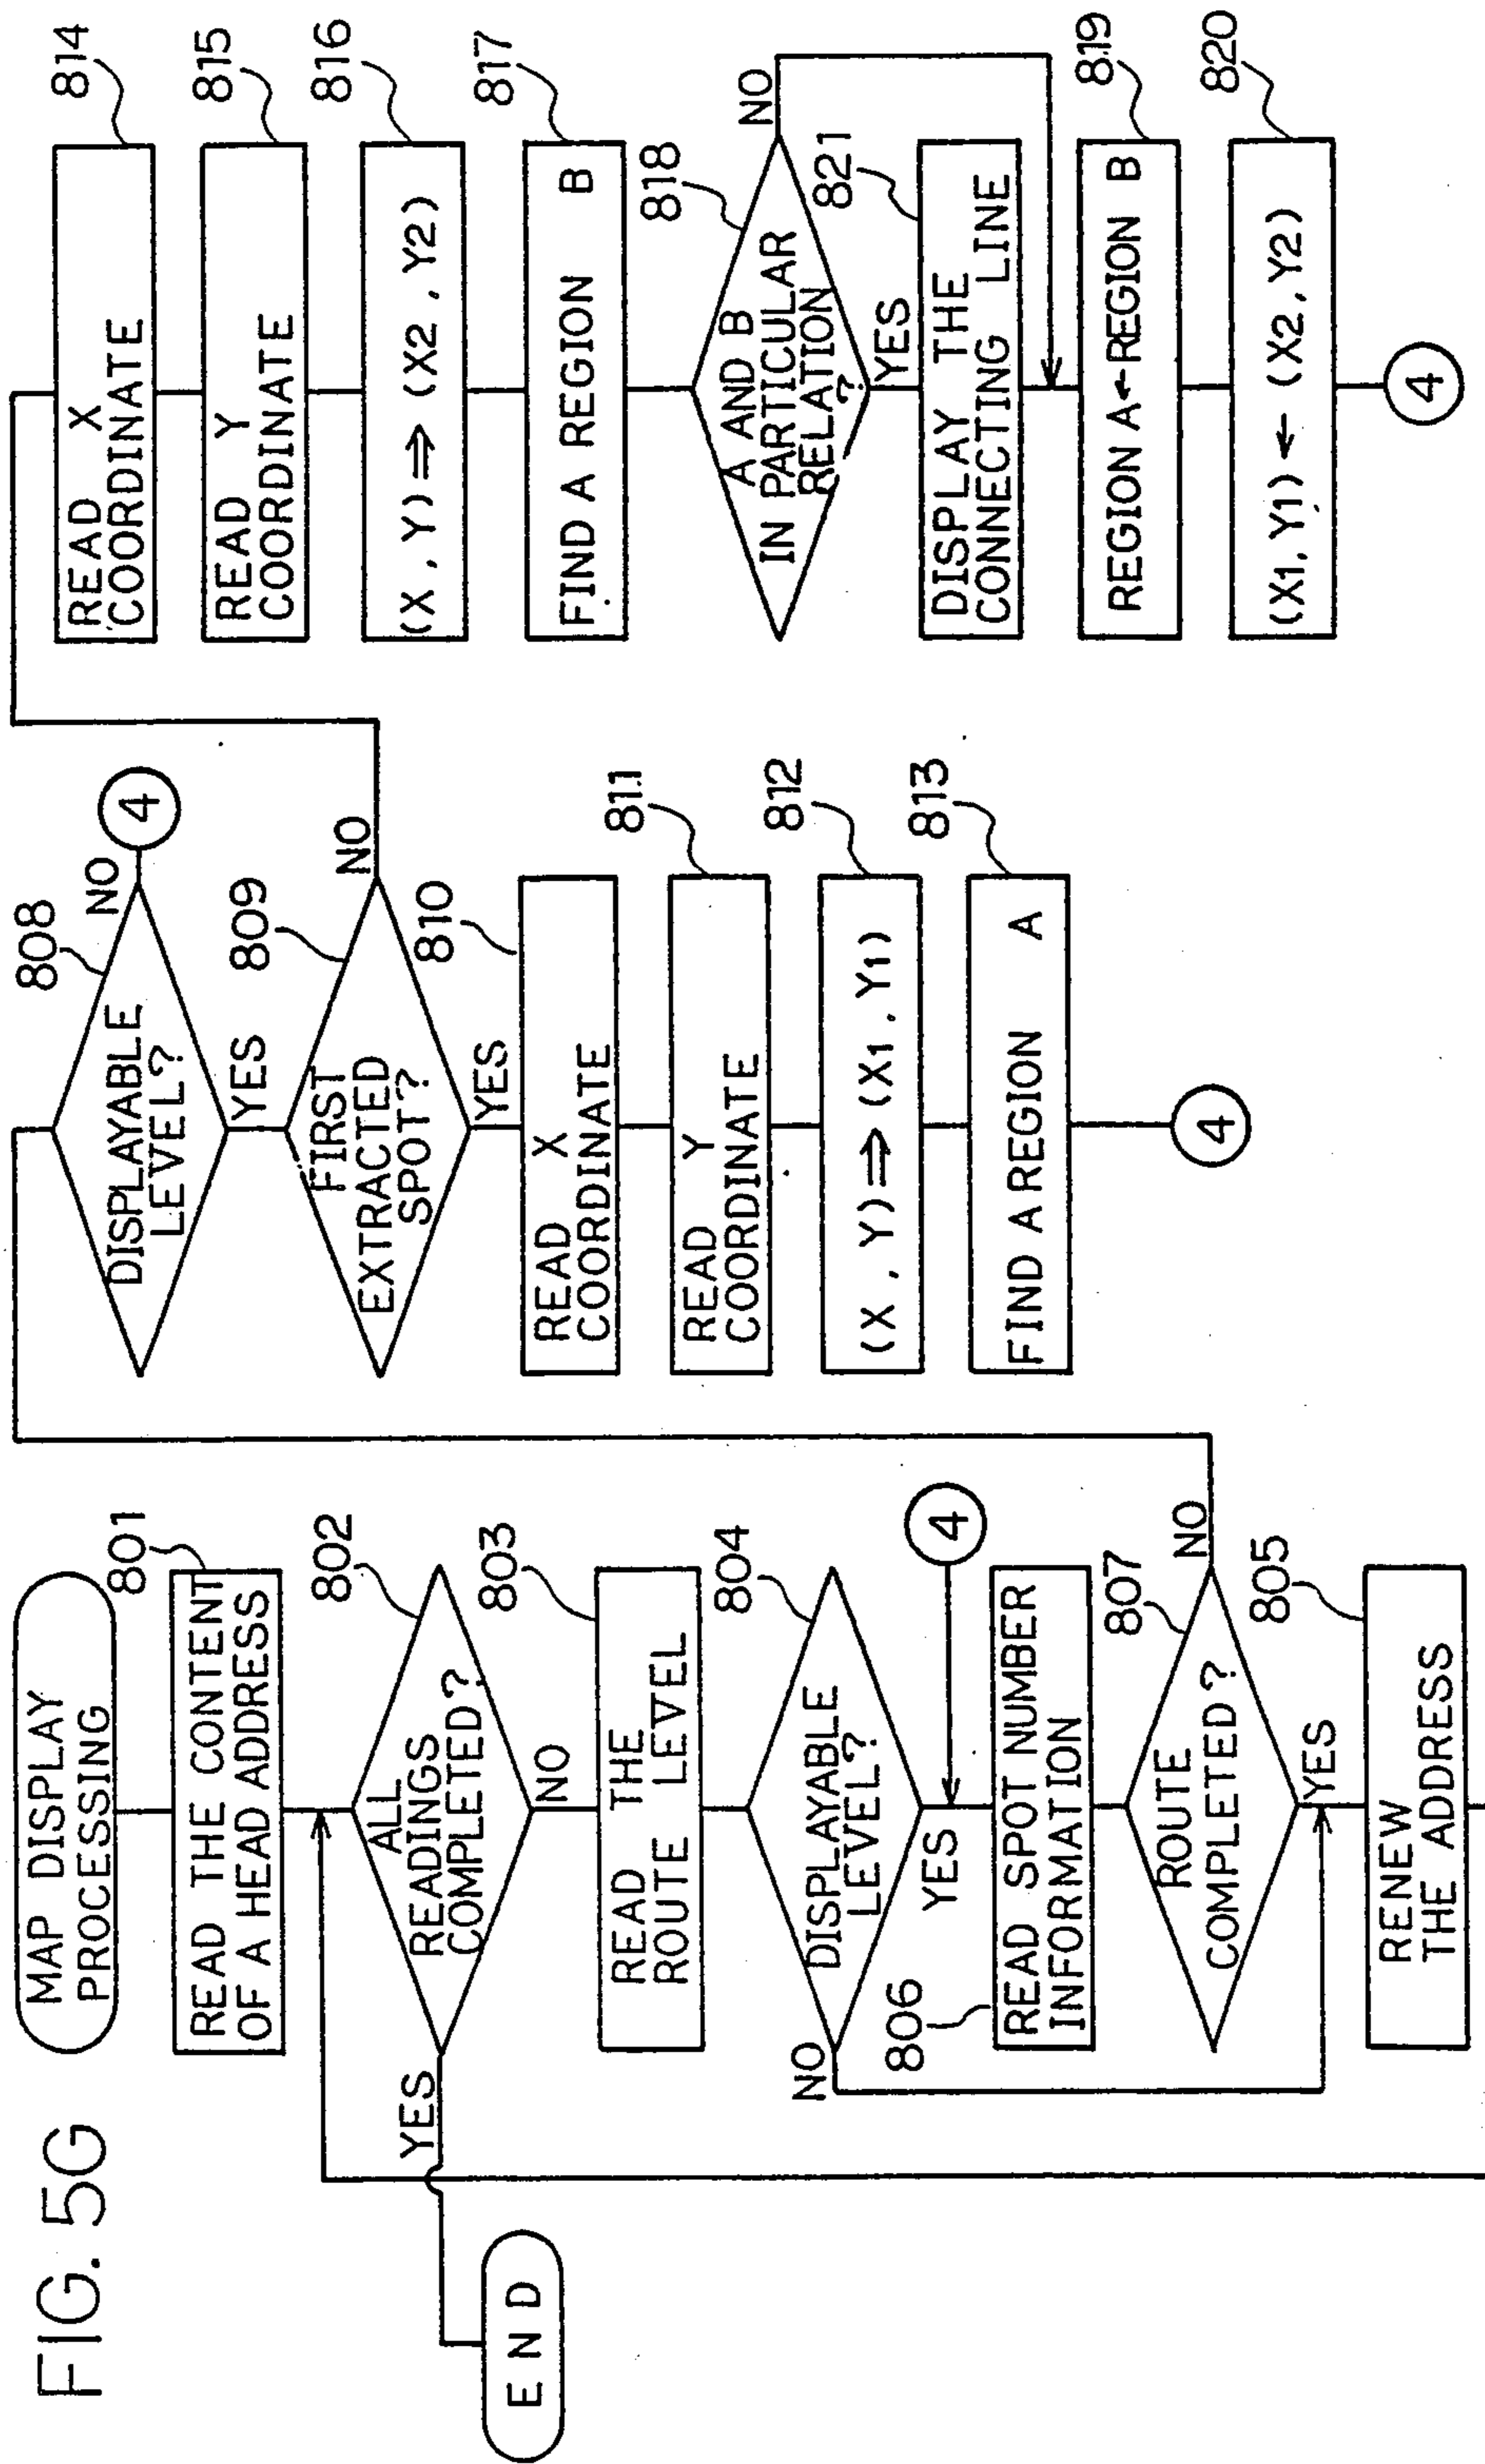 FIG. 5G
MAP DISPLAY
PROCESSING
801
READ THE CONTENT
OF A HEAD ADDRESS
802
ALL
READINGS
COMPLETED?
YES
NO
END
803
READ THE
ROUTE LEVEL
804
DISPLAYABLE
LEVEL?
NO
YES
4
806
READ SPOT NUMBER
INFORMATION
807
ROUTE
COMPLETED?
NO
YES
805
RENEW
THE ADDRESS
808
DISPLAYABLE
LEVEL?
NO
4
YES
809
FIRST
EXTRACTED
SPOT?
NO
YES
810
READ X
COORDINATE
811
READ Y
COORDINATE
812
(X, Y)⇒(X1, Y1)
813
FIND A REGION A
4
814
READ X
COORDINATE
815
READ Y
COORDINATE
816
(X, Y)⇒(X2, Y2)
817
FIND A REGION B
818
A AND B
IN PARTICULAR
RELATION
?
NO
YES
821
DISPLAY THE
CONNECTING LINE
819
REGION A←REGION B
820
(X1, Y1)←(X2, Y2)
4